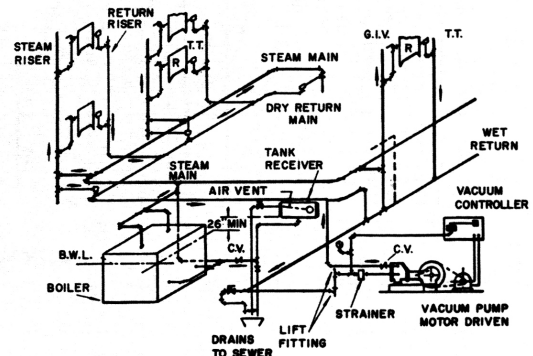 RETURN
RISER
G.I.V.
T.T.
STEAM
RISER
R
T.T.
R
R
STEAM MAIN
DRY RETURN
MAIN
STEAM
MAIN
TANK
RECEIVER
WET
RETURN
AIR VENT
VACUUM
CONTROLLER
26" MIN
B.W.L.
C.V.
C.V.
BOILER
STRAINER
VACUUM PUMP
MOTOR DRIVEN
DRAINS
TO SEWER
LIFT
FITTING